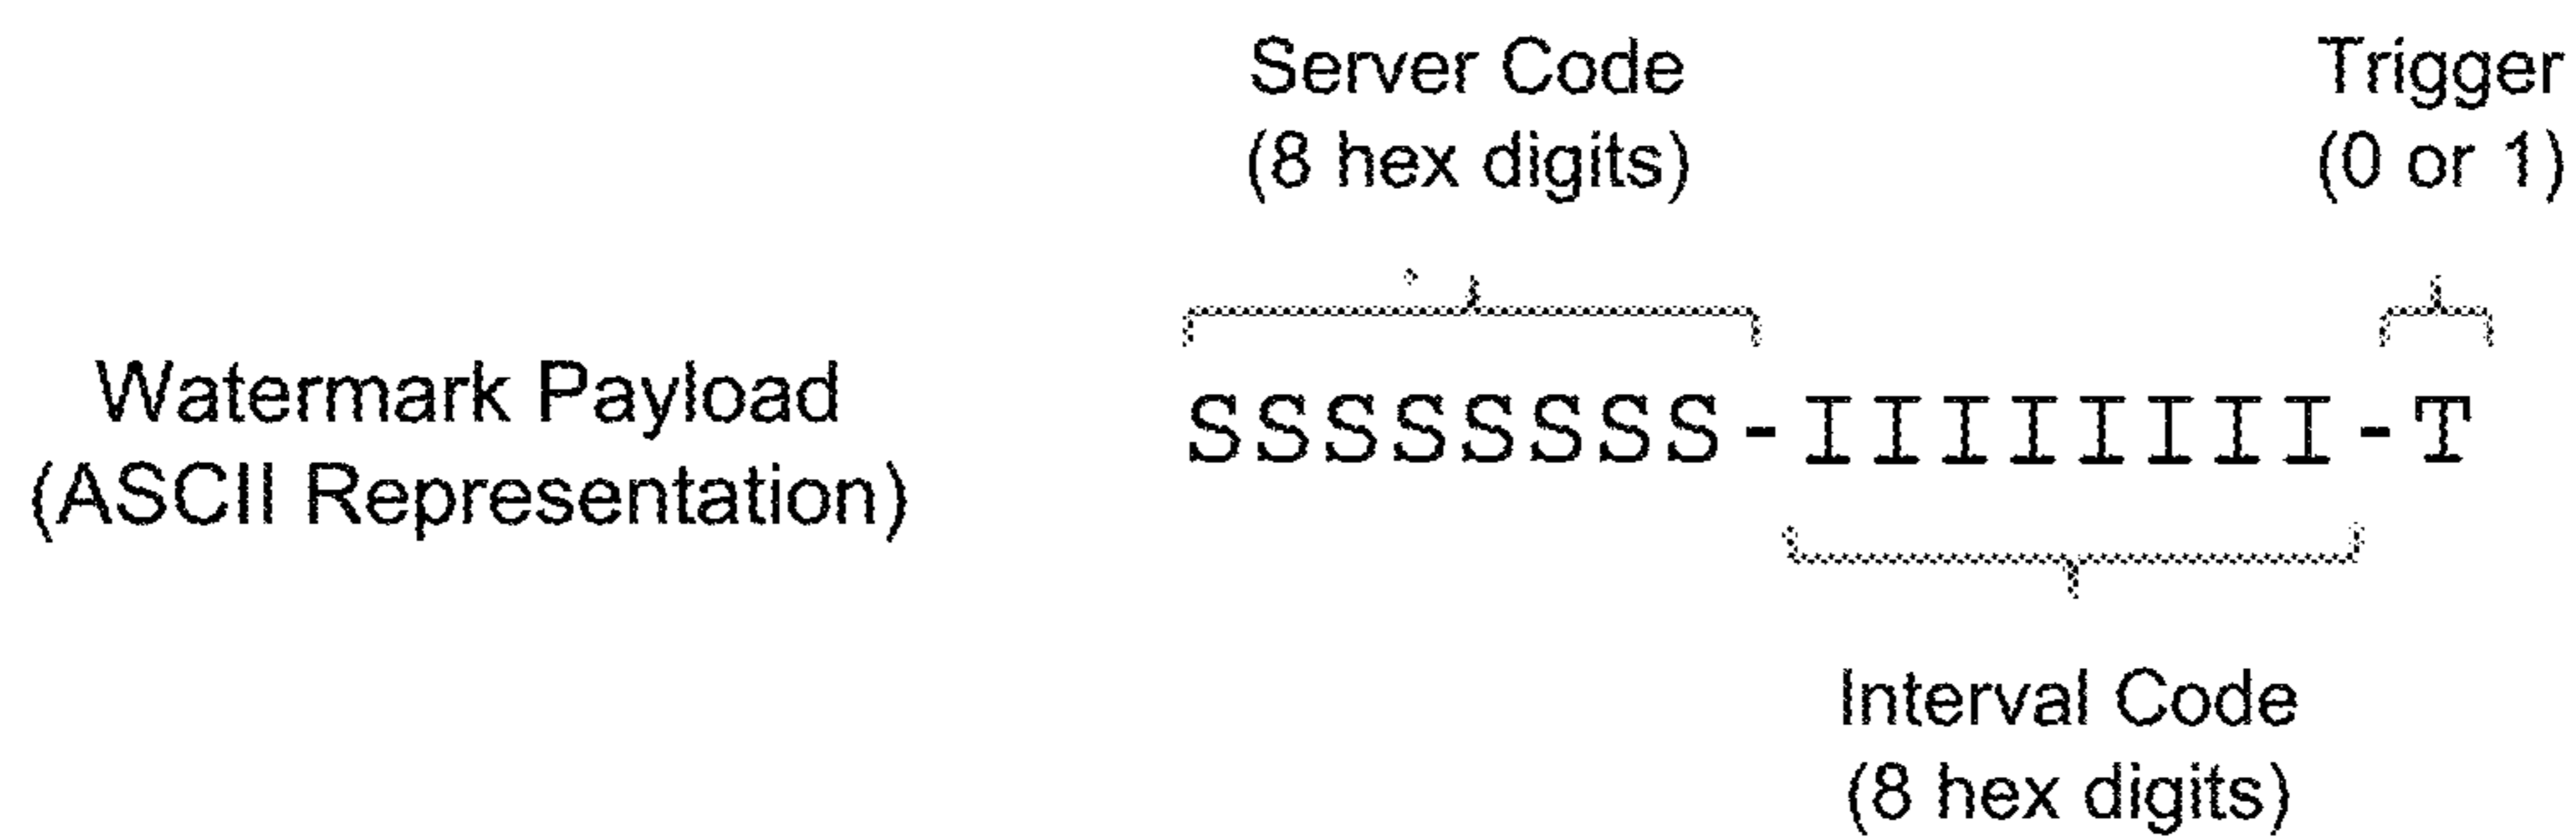 Server Code
(8 hex digits)
Trigger
(0 or 1)
Watermark Payload
(ASCII Representation)
SSSSSSSS-IIIIIIII-T
Interval Code
(8 hex digits)